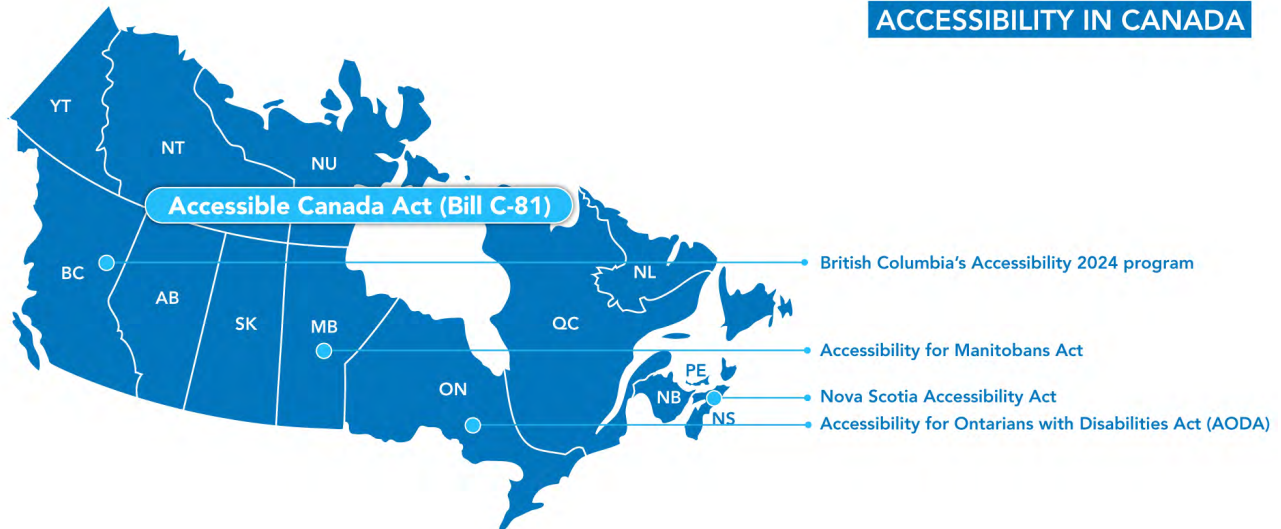 ACCESSIBILITY IN CANADA
YT
NT
NU
Accessible Canada Act (Bill C-81)
BC
British Columbia’s Accessibility 2024 program
NL
AB
SK
MB
QC
Accessibility for Manitobans Act
PE
ON
NB
Nova Scotia Accessibility Act
NS
Accessibility for Ontarians with Disabilities Act (AODA)